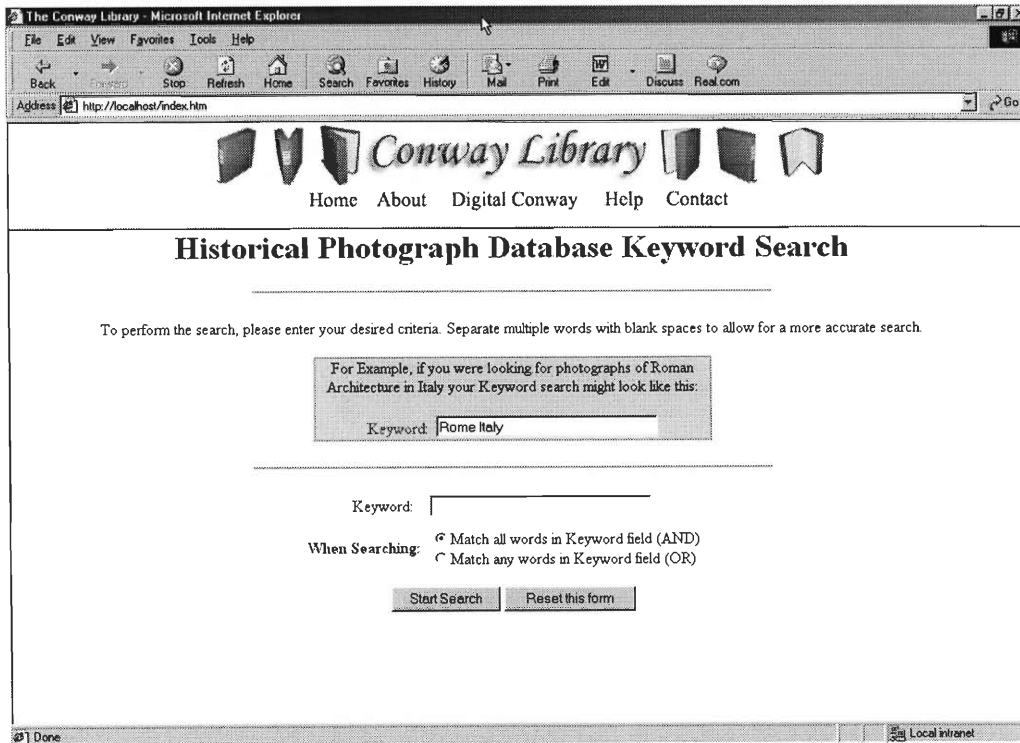 The Conway Library - Microsoft Internet Explorer
File Edit View Favorites Tools Help
Back Forward Stop Refresh Home Search Favorites History Mail Print Edit Discuss Real.com
Address http://localhost/index.htm Go
Conway Library
Home About Digital Conway Help Contact
Historical Photograph Database Keyword Search
To perform the search, please enter your desired criteria. Separate multiple words with blank spaces to allow for a more accurate search.
For Example, if you were looking for photographs of Roman
Architecture in Italy your Keyword search might look like this:
Keyword: Rome Italy
Keyword:
When Searching: Match all words in Keyword field (AND)
Match any words in Keyword field (OR)
Start Search Reset this form
Done Local intranet